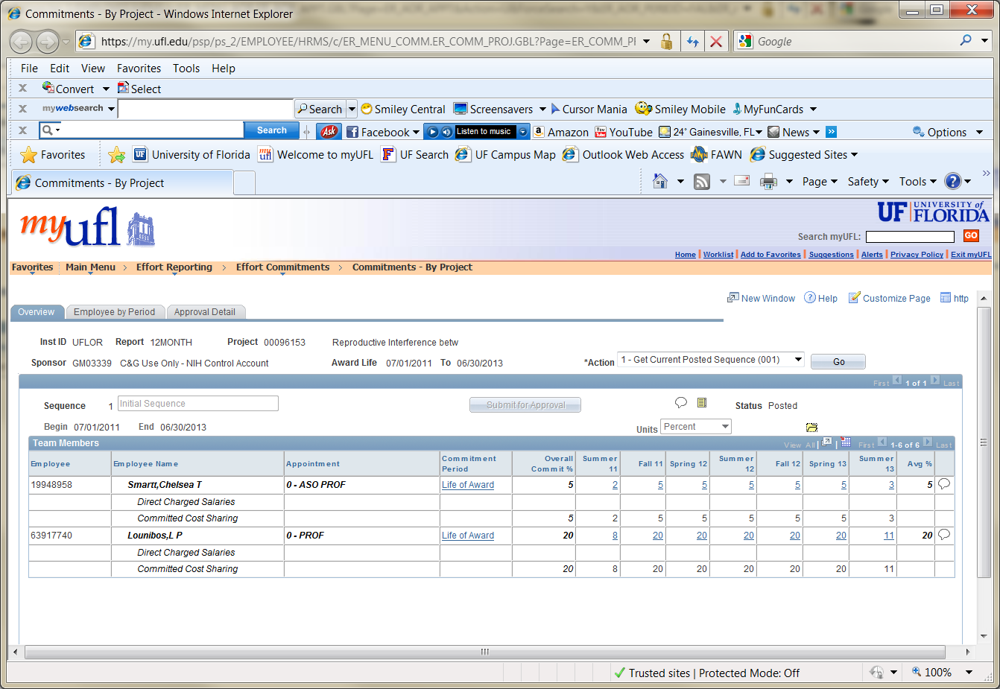 Commitments - By Project - Windows Internet Explorer
https://my.ufl.edu/psp/ps_2/EMPLOYEE/HRMS/c/ER_MENU_COMM.ER_COMM_PROJ.GBL?Page=ER_COMM_PI
Google
File Edit View Favorites Tools Help
X Convert Select
X mywebsearch Search Smiley Central Screensavers Cursor Mania Smiley Mobile MyFunCards
X Search Ask Facebook Listen to music Amazon YouTube 24° Gainesville, FL News Options
Favorites University of Florida Welcome to myUFL UF Search UF Campus Map Outlook Web Access FAWN Suggested Sites
Commitments - By Project Page Safety Tools
myufl UF UNIVERSITY of FLORIDA
Search myUFL: GO
Home | Worklist | Add to Favorites | Suggestions | Alerts | Privacy Policy | Exit myUFL
Favorites Main Menu > Effort Reporting > Effort Commitments > Commitments - By Project
New Window Help Customize Page http
Overview Employee by Period Approval Detail
Inst ID UFLOR Report 12MONTH Project 00096153 Reproductive Interference betw
Sponsor GM03339 C&G Use Only - NIH Control Account Award Life 07/01/2011 To 06/30/2013 *Action 1 - Get Current Posted Sequence (001) Go
First 1 of 1 Last
Sequence 1 Initial Sequence Submit for Approval Status Posted
Begin 07/01/2011 End 06/30/2013 Units Percent
Team Members View All | | First 1-6 of 6 Last
Employee Employee Name Appointment Commitment Period Overall Commit % Summer 11 Fall 11 Spring 12 Summer 12 Fall 12 Spring 13 Summer 13 Avg %
19948958 Smartt,Chelsea T 0 - ASO PROF Life of Award 5 2 5 5 5 5 5 3 5
Direct Charged Salaries
Committed Cost Sharing 5 2 5 5 5 5 5 3
63917740 Lounibos,L P 0 - PROF Life of Award 20 8 20 20 20 20 20 11 20
Direct Charged Salaries
Committed Cost Sharing 20 8 20 20 20 20 20 11
Trusted sites | Protected Mode: Off 100%